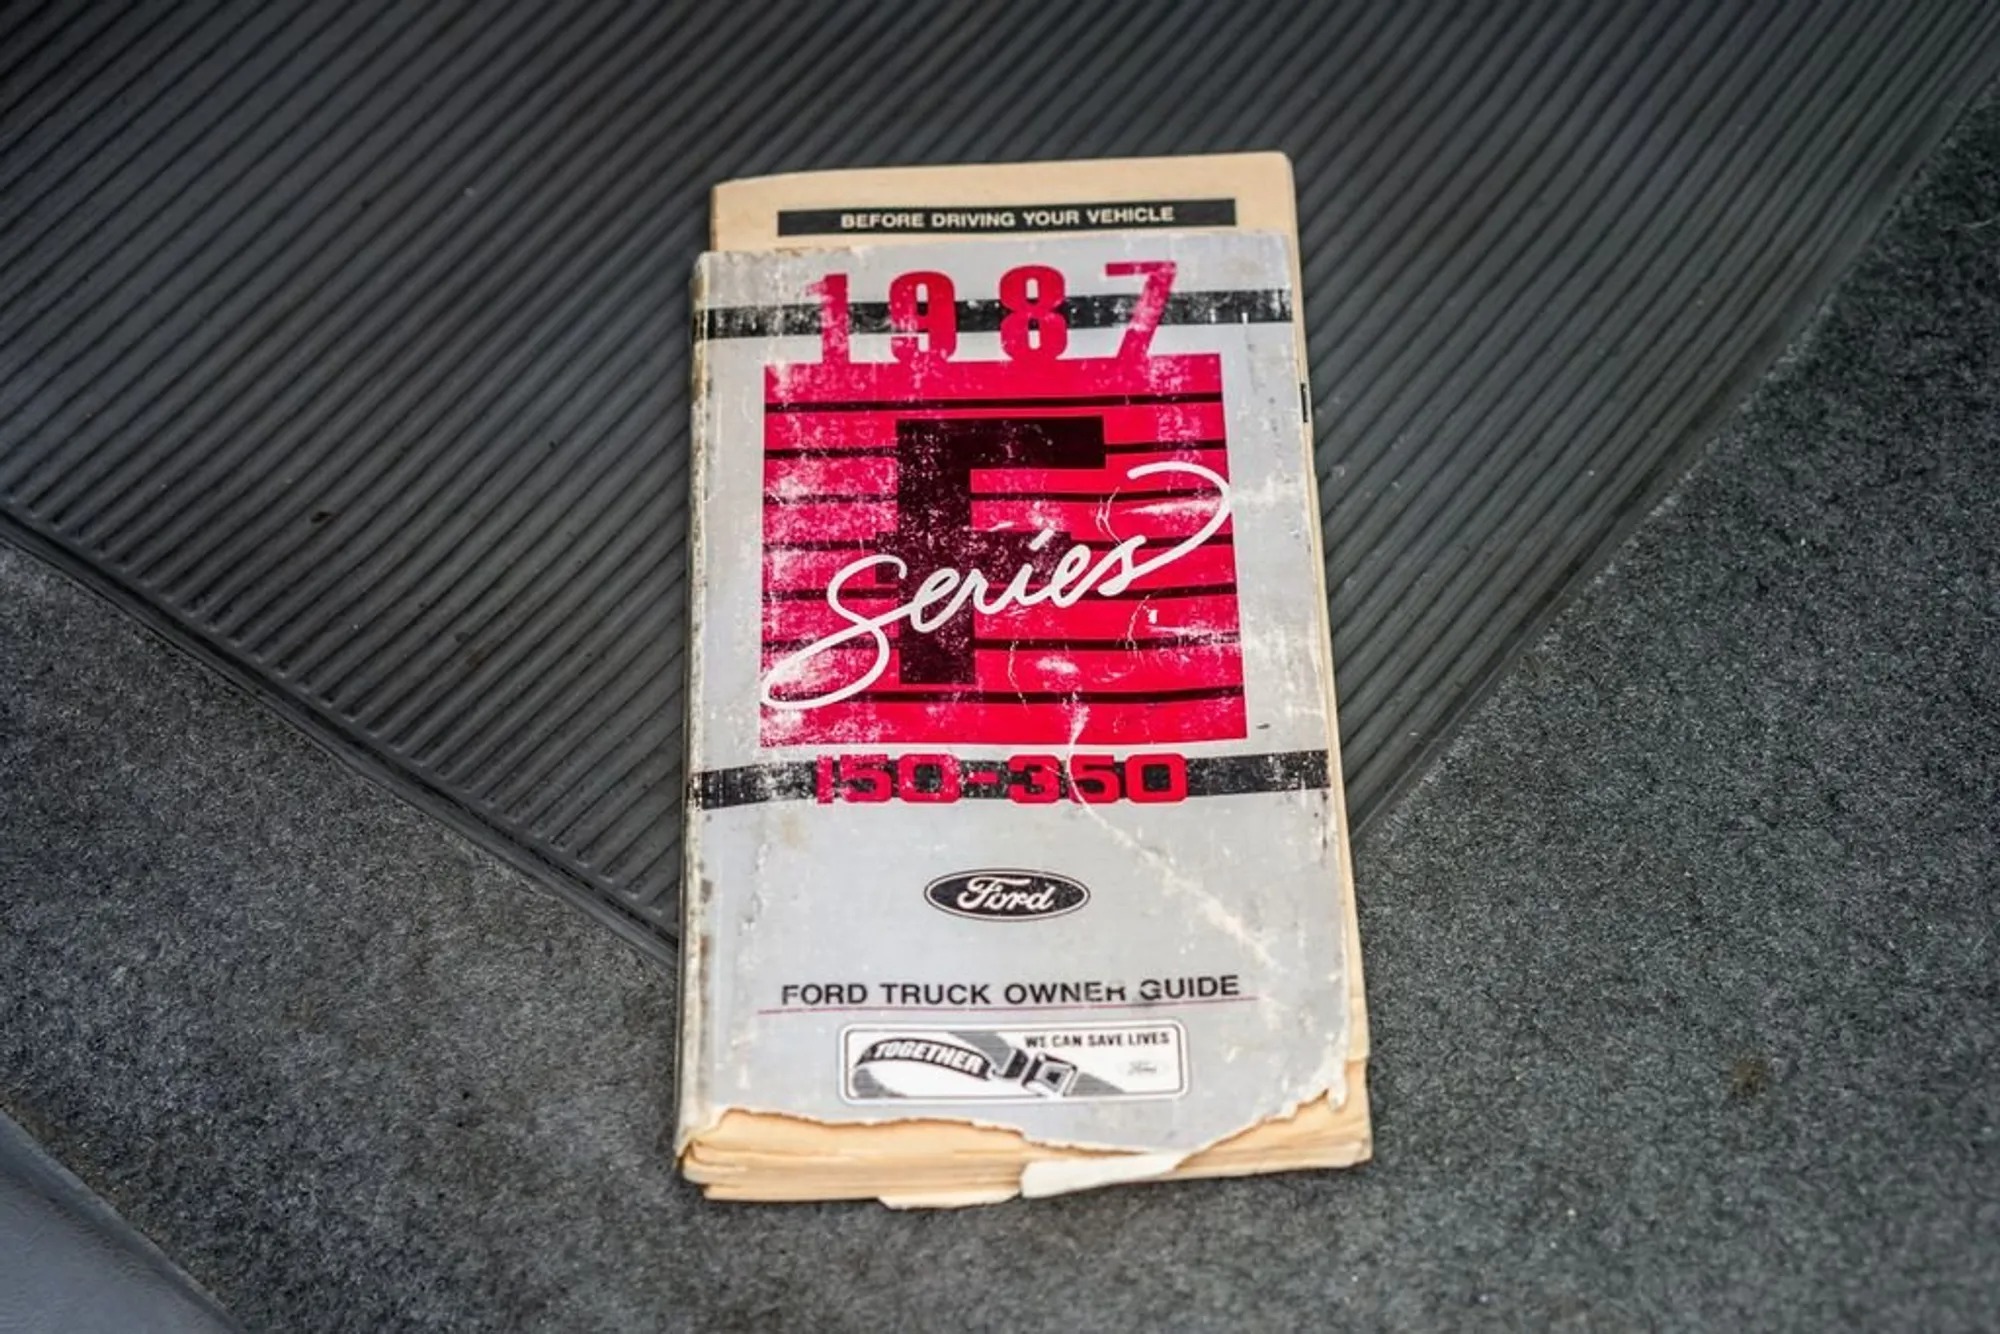 BEFORE DRIVING YOUR VEHICLE
1987
F
Series
150-350
Ford
FORD TRUCK OWNER GUIDE
TOGETHER
WE CAN SAVE LIVES
Ford